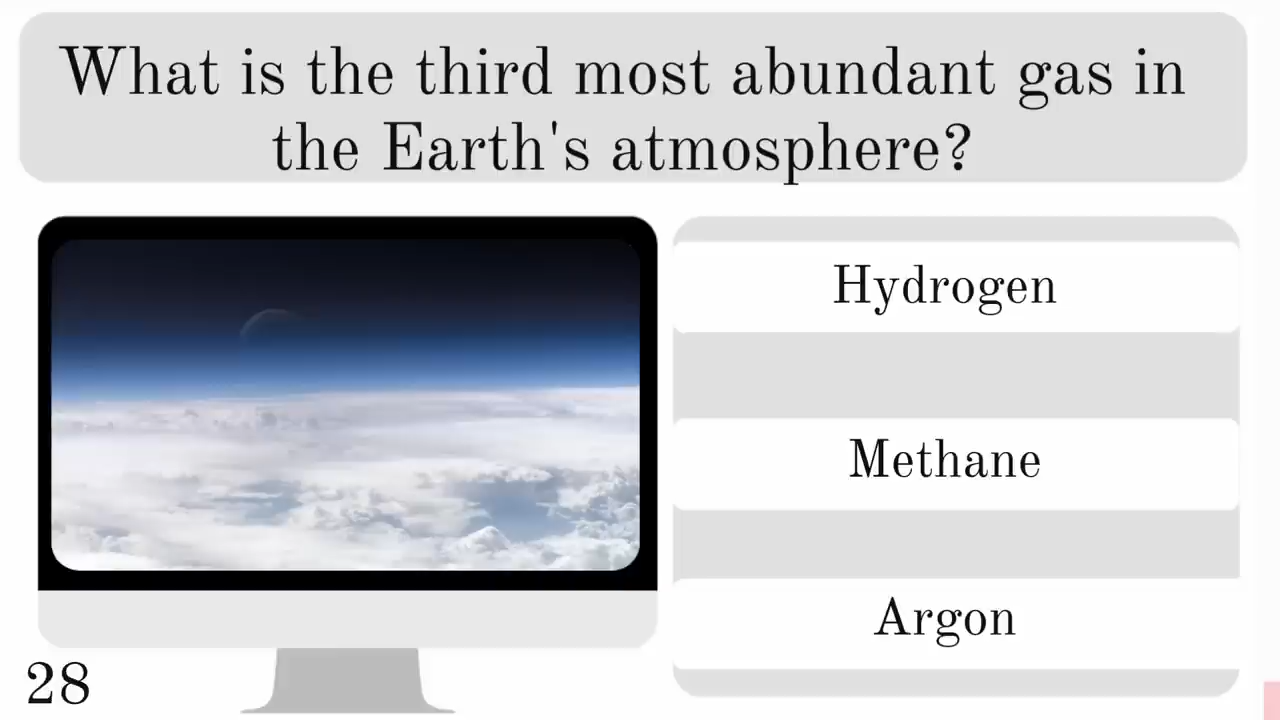 What is the third most abundant gas in
the Earth's atmosphere?
Hydrogen
Methane
Argon
28